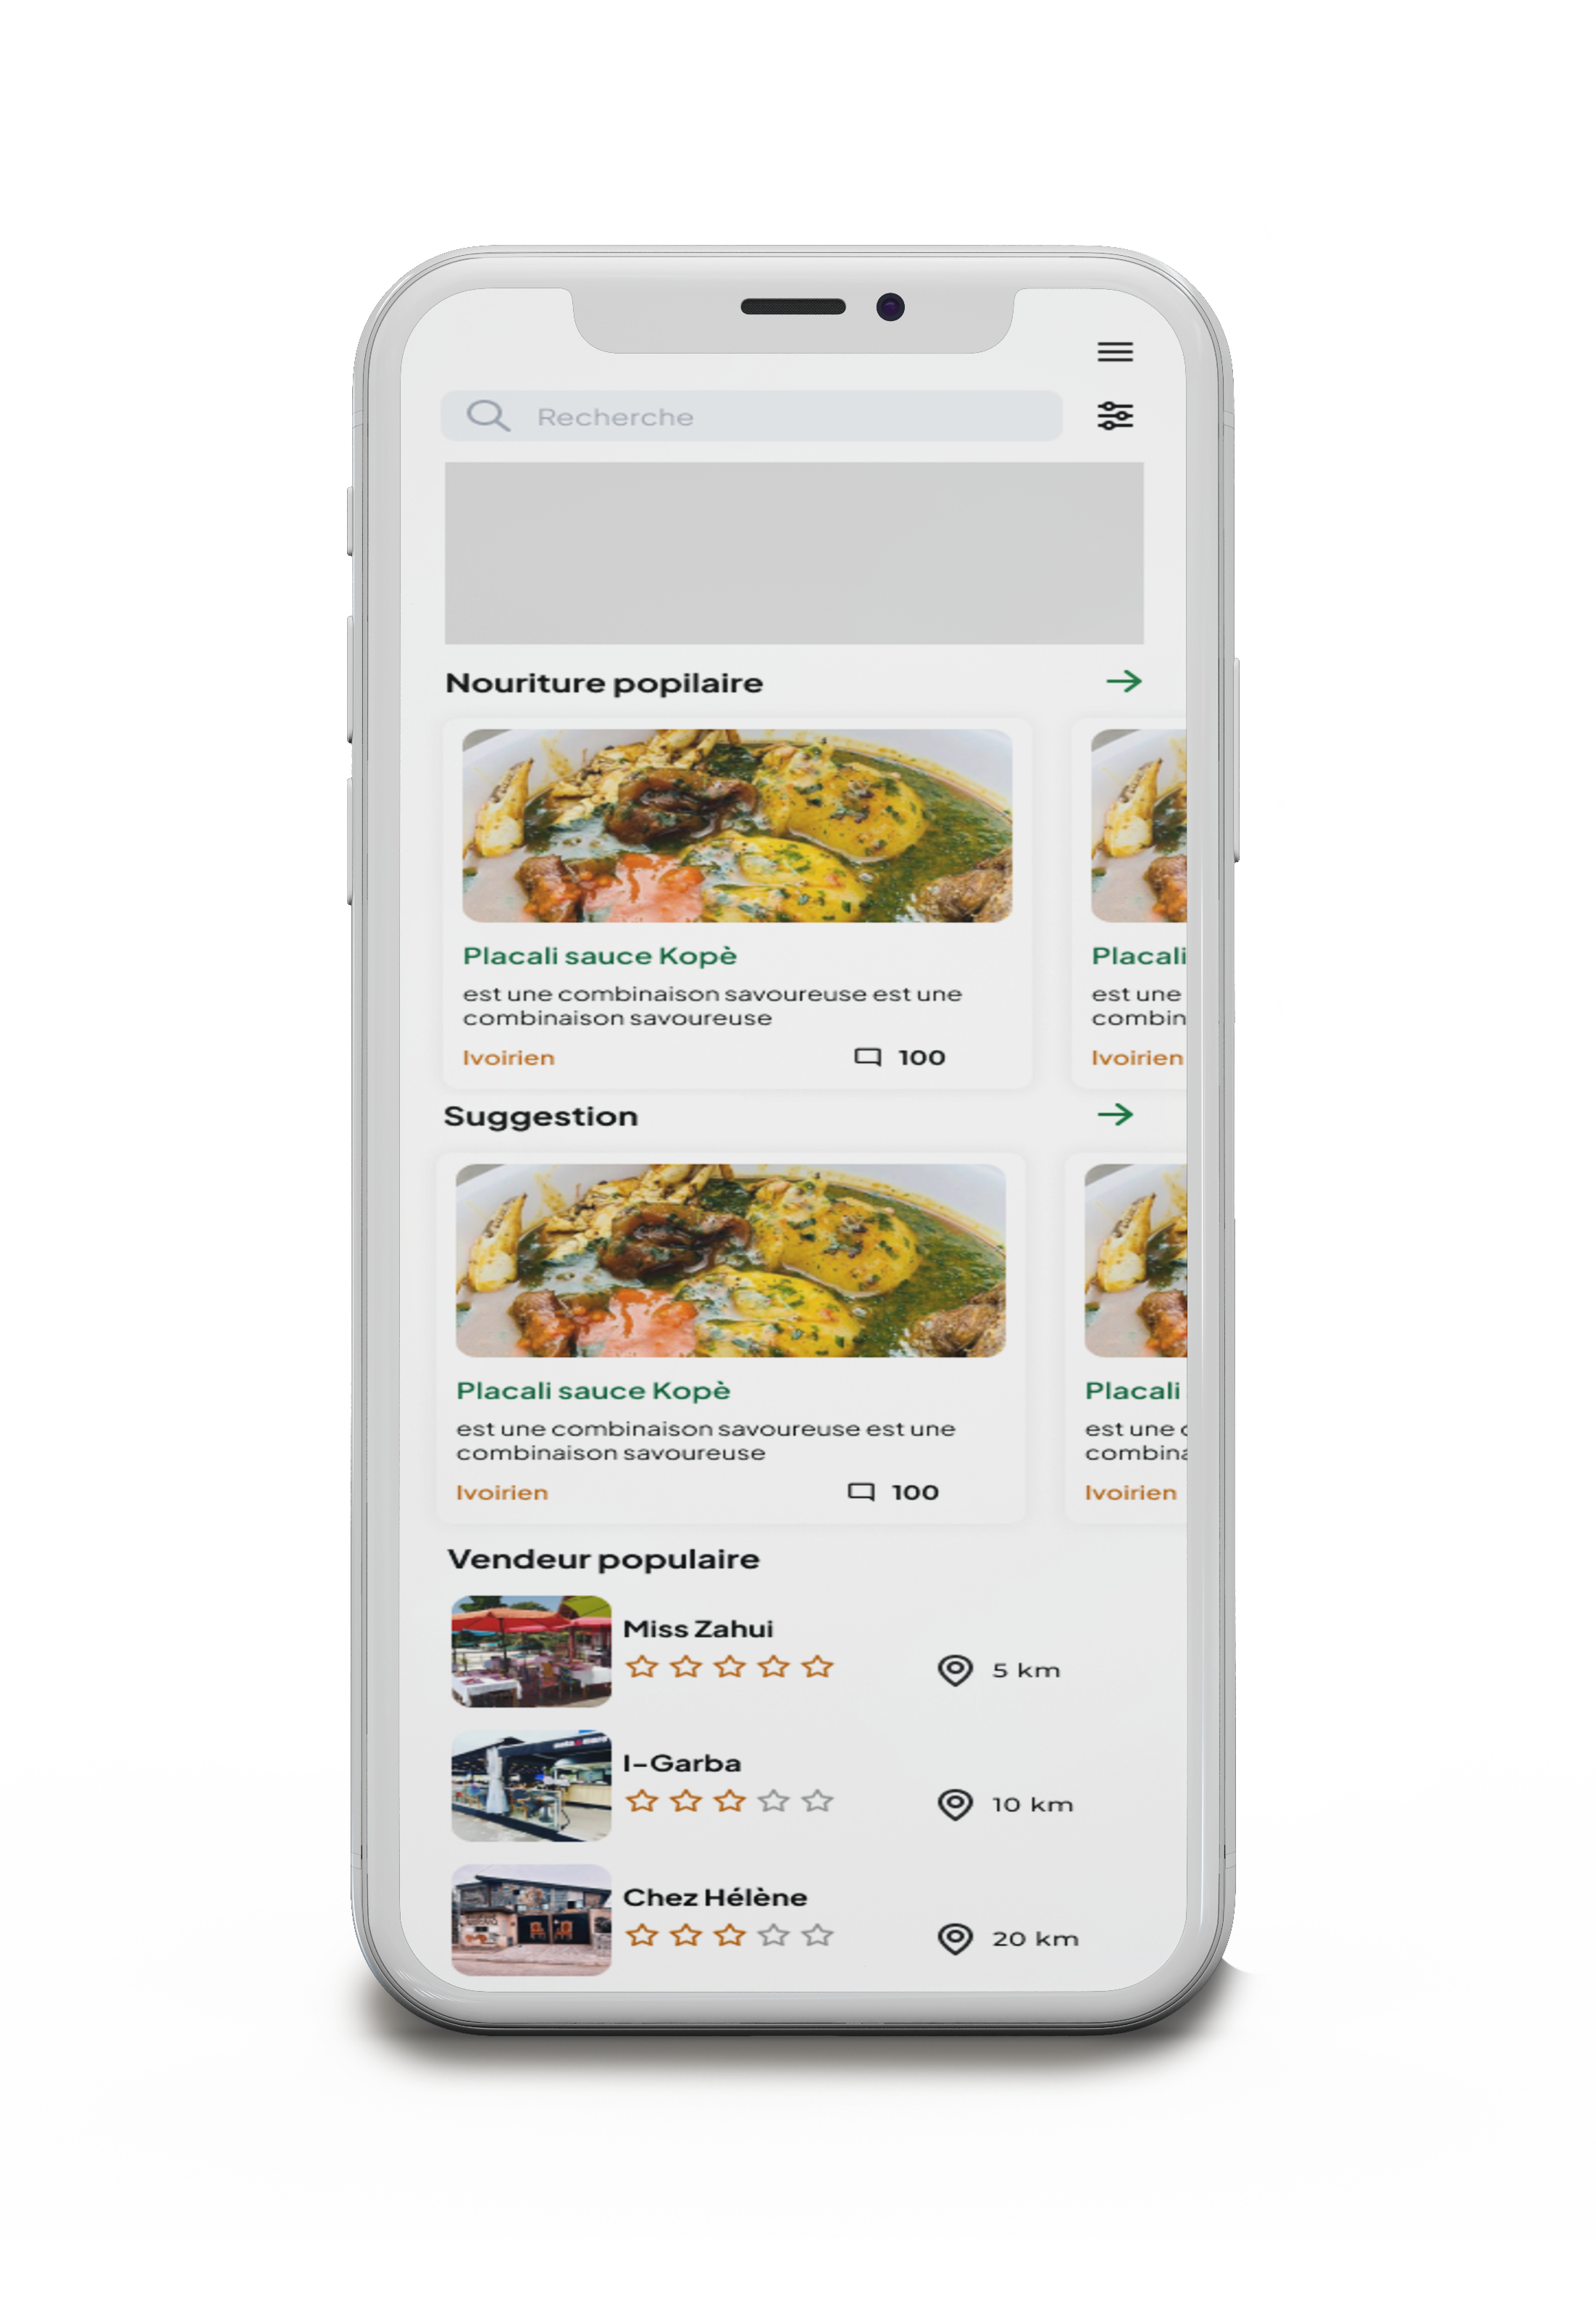 Recherche
Nouriture popilaire
Placali sauce Kopè
est une combinaison savoureuse est une
combinaison savoureuse
Ivoirien
100
Placali
est une
combin
Ivoirien
Suggestion
Placali sauce Kopè
est une combinaison savoureuse est une
combinaison savoureuse
Ivoirien
100
Placali
est une c
combina
Ivoirien
Vendeur populaire
Miss Zahui
5 km
I-Garba
10 km
Chez Hélène
20 km